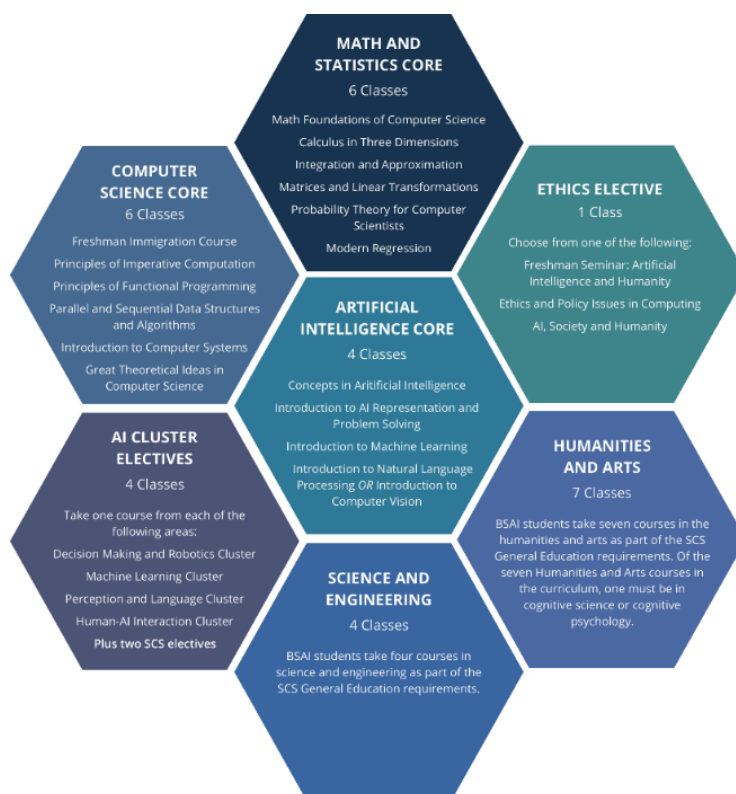 MATH AND
STATISTICS CORE
6 Classes
Math Foundations of Computer Science
Calculus in Three Dimensions
Integration and Approximation
Matrices and Linear Transformations
Probability Theory for Computer
Scientists
Modern Regression
COMPUTER
SCIENCE CORE
6 Classes
Freshman Immigration Course
Principles of Imperative Computation
Principles of Functional Programming
Parallel and Sequential Data Structures
and Algorithms
Introduction to Computer Systems
Great Theoretical Ideas in
Computer Science
ETHICS ELECTIVE
1 Class
Choose from one of the following:
Freshman Seminar: Artificial
Intelligence and Humanity
Ethics and Policy Issues in Computing
AI, Society and Humanity
ARTIFICIAL
INTELLIGENCE CORE
4 Classes
Concepts in Aritificial Intelligence
Introduction to AI Representation and
Problem Solving
Introduction to Machine Learning
Introduction to Natural Language
Processing OR Introduction to
Computer Vision
AI CLUSTER
ELECTIVES
4 Classes
Take one course from each of the
following areas:
Decision Making and Robotics Cluster
Machine Learning Cluster
Perception and Language Cluster
Human-AI Interaction Cluster
Plus two SCS electives
HUMANITIES
AND ARTS
7 Classes
BSAI students take seven courses in the
humanities and arts as part of the SCS
General Education requirements. Of the
seven Humanities and Arts courses in
the curriculum, one must be in
cognitive science or cognitive
psychology.
SCIENCE AND
ENGINEERING
4 Classes
BSAI students take four courses in
science and engineering as part of the
SCS General Education requirements.